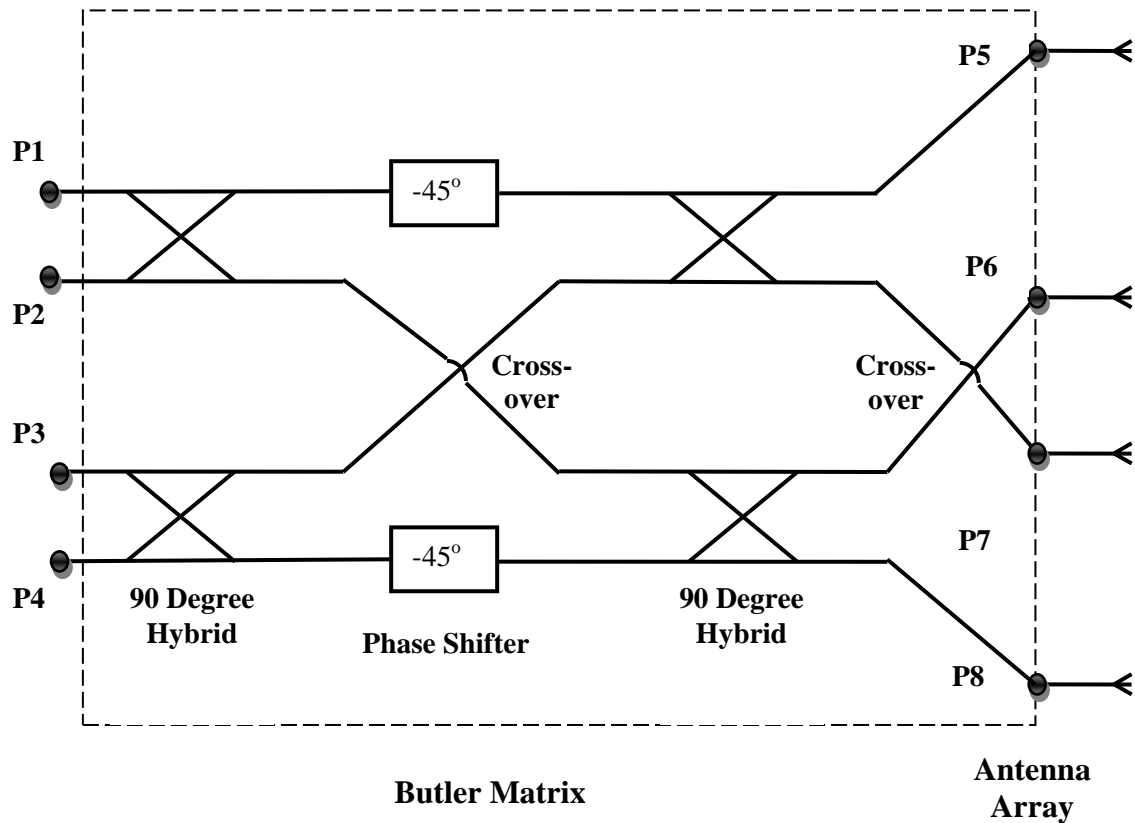 P5
P1
-45°
P6
P2
Cross-
over
Cross-
over
P3
P7
-45°
P4
90 Degree
Hybrid
90 Degree
Hybrid
Phase Shifter
P8
Butler Matrix
Antenna
Array